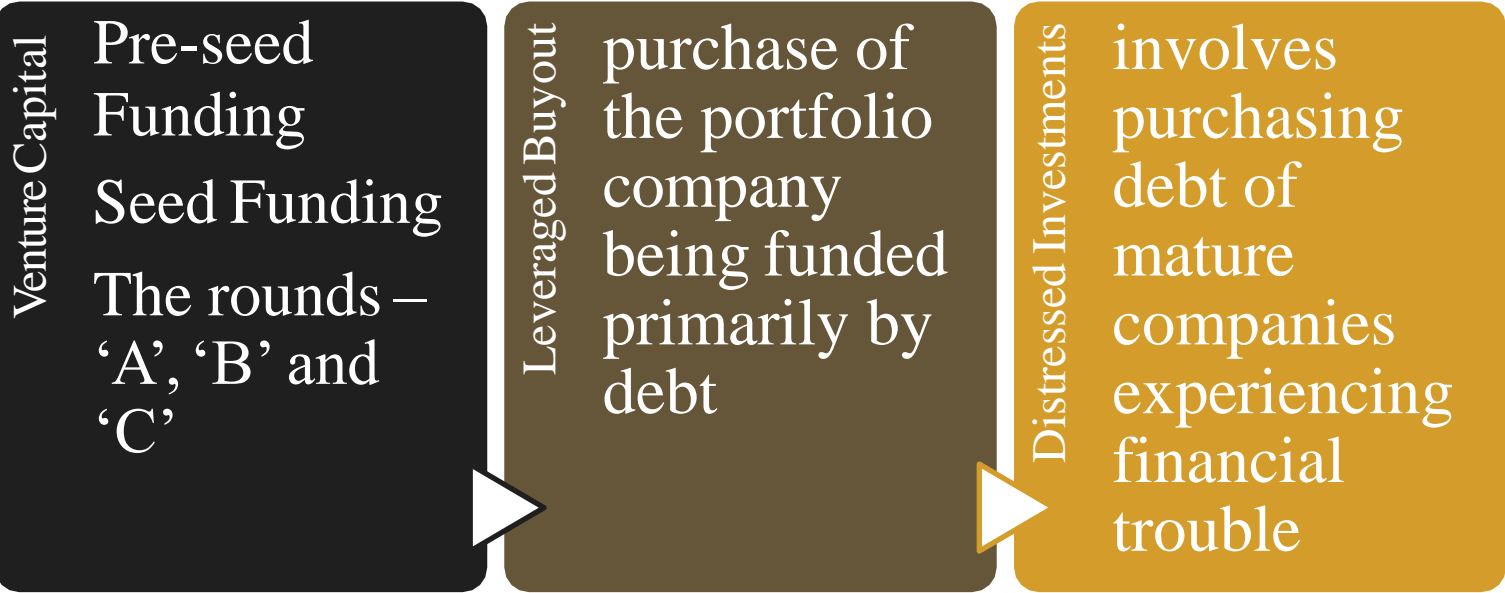 Venture Capital
Pre-seed
Funding
Seed Funding
The rounds –
‘A’, ‘B’ and
‘C’
Leveraged Buyout
purchase of
the portfolio
company
being funded
primarily by
debt
Distressed Investments
involves
purchasing
debt of
mature
companies
experiencing
financial
trouble